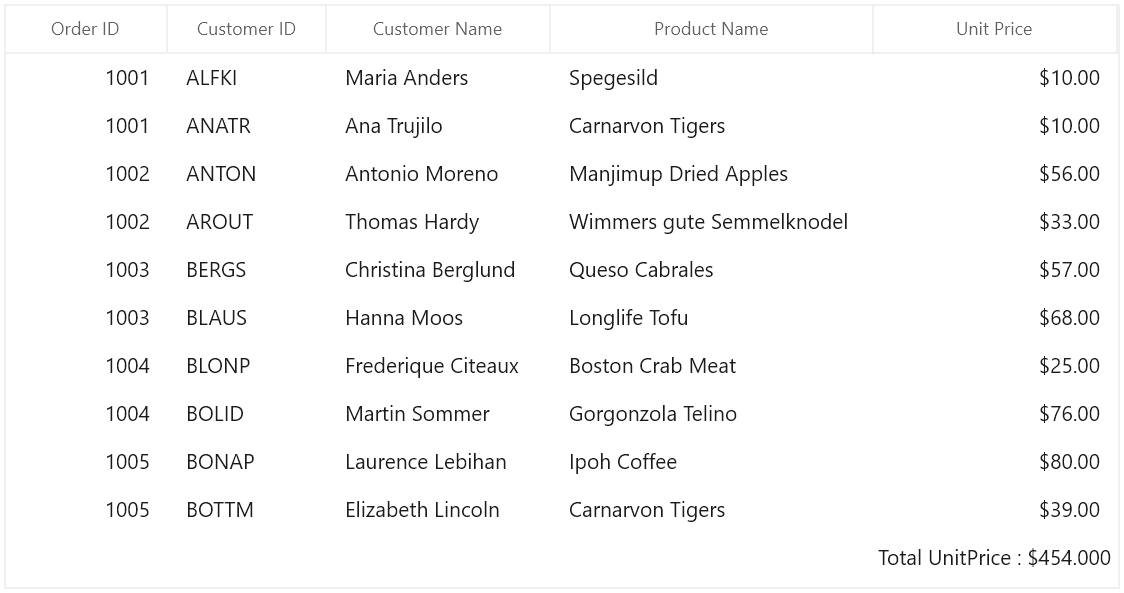 Order ID Customer ID Customer Name Product Name Unit Price
1001 ALFKI Maria Anders Spegesild $10.00
1001 ANATR Ana Trujilo Carnarvon Tigers $10.00
1002 ANTON Antonio Moreno Manjimup Dried Apples $56.00
1002 AROUT Thomas Hardy Wimmers gute Semmelknodel $33.00
1003 BERGS Christina Berglund Queso Cabrales $57.00
1003 BLAUS Hanna Moos Longlife Tofu $68.00
1004 BLONP Frederique Citeaux Boston Crab Meat $25.00
1004 BOLID Martin Sommer Gorgonzola Telino $76.00
1005 BONAP Laurence Lebihan Ipoh Coffee $80.00
1005 BOTTM Elizabeth Lincoln Carnarvon Tigers $39.00
Total UnitPrice : $454.000